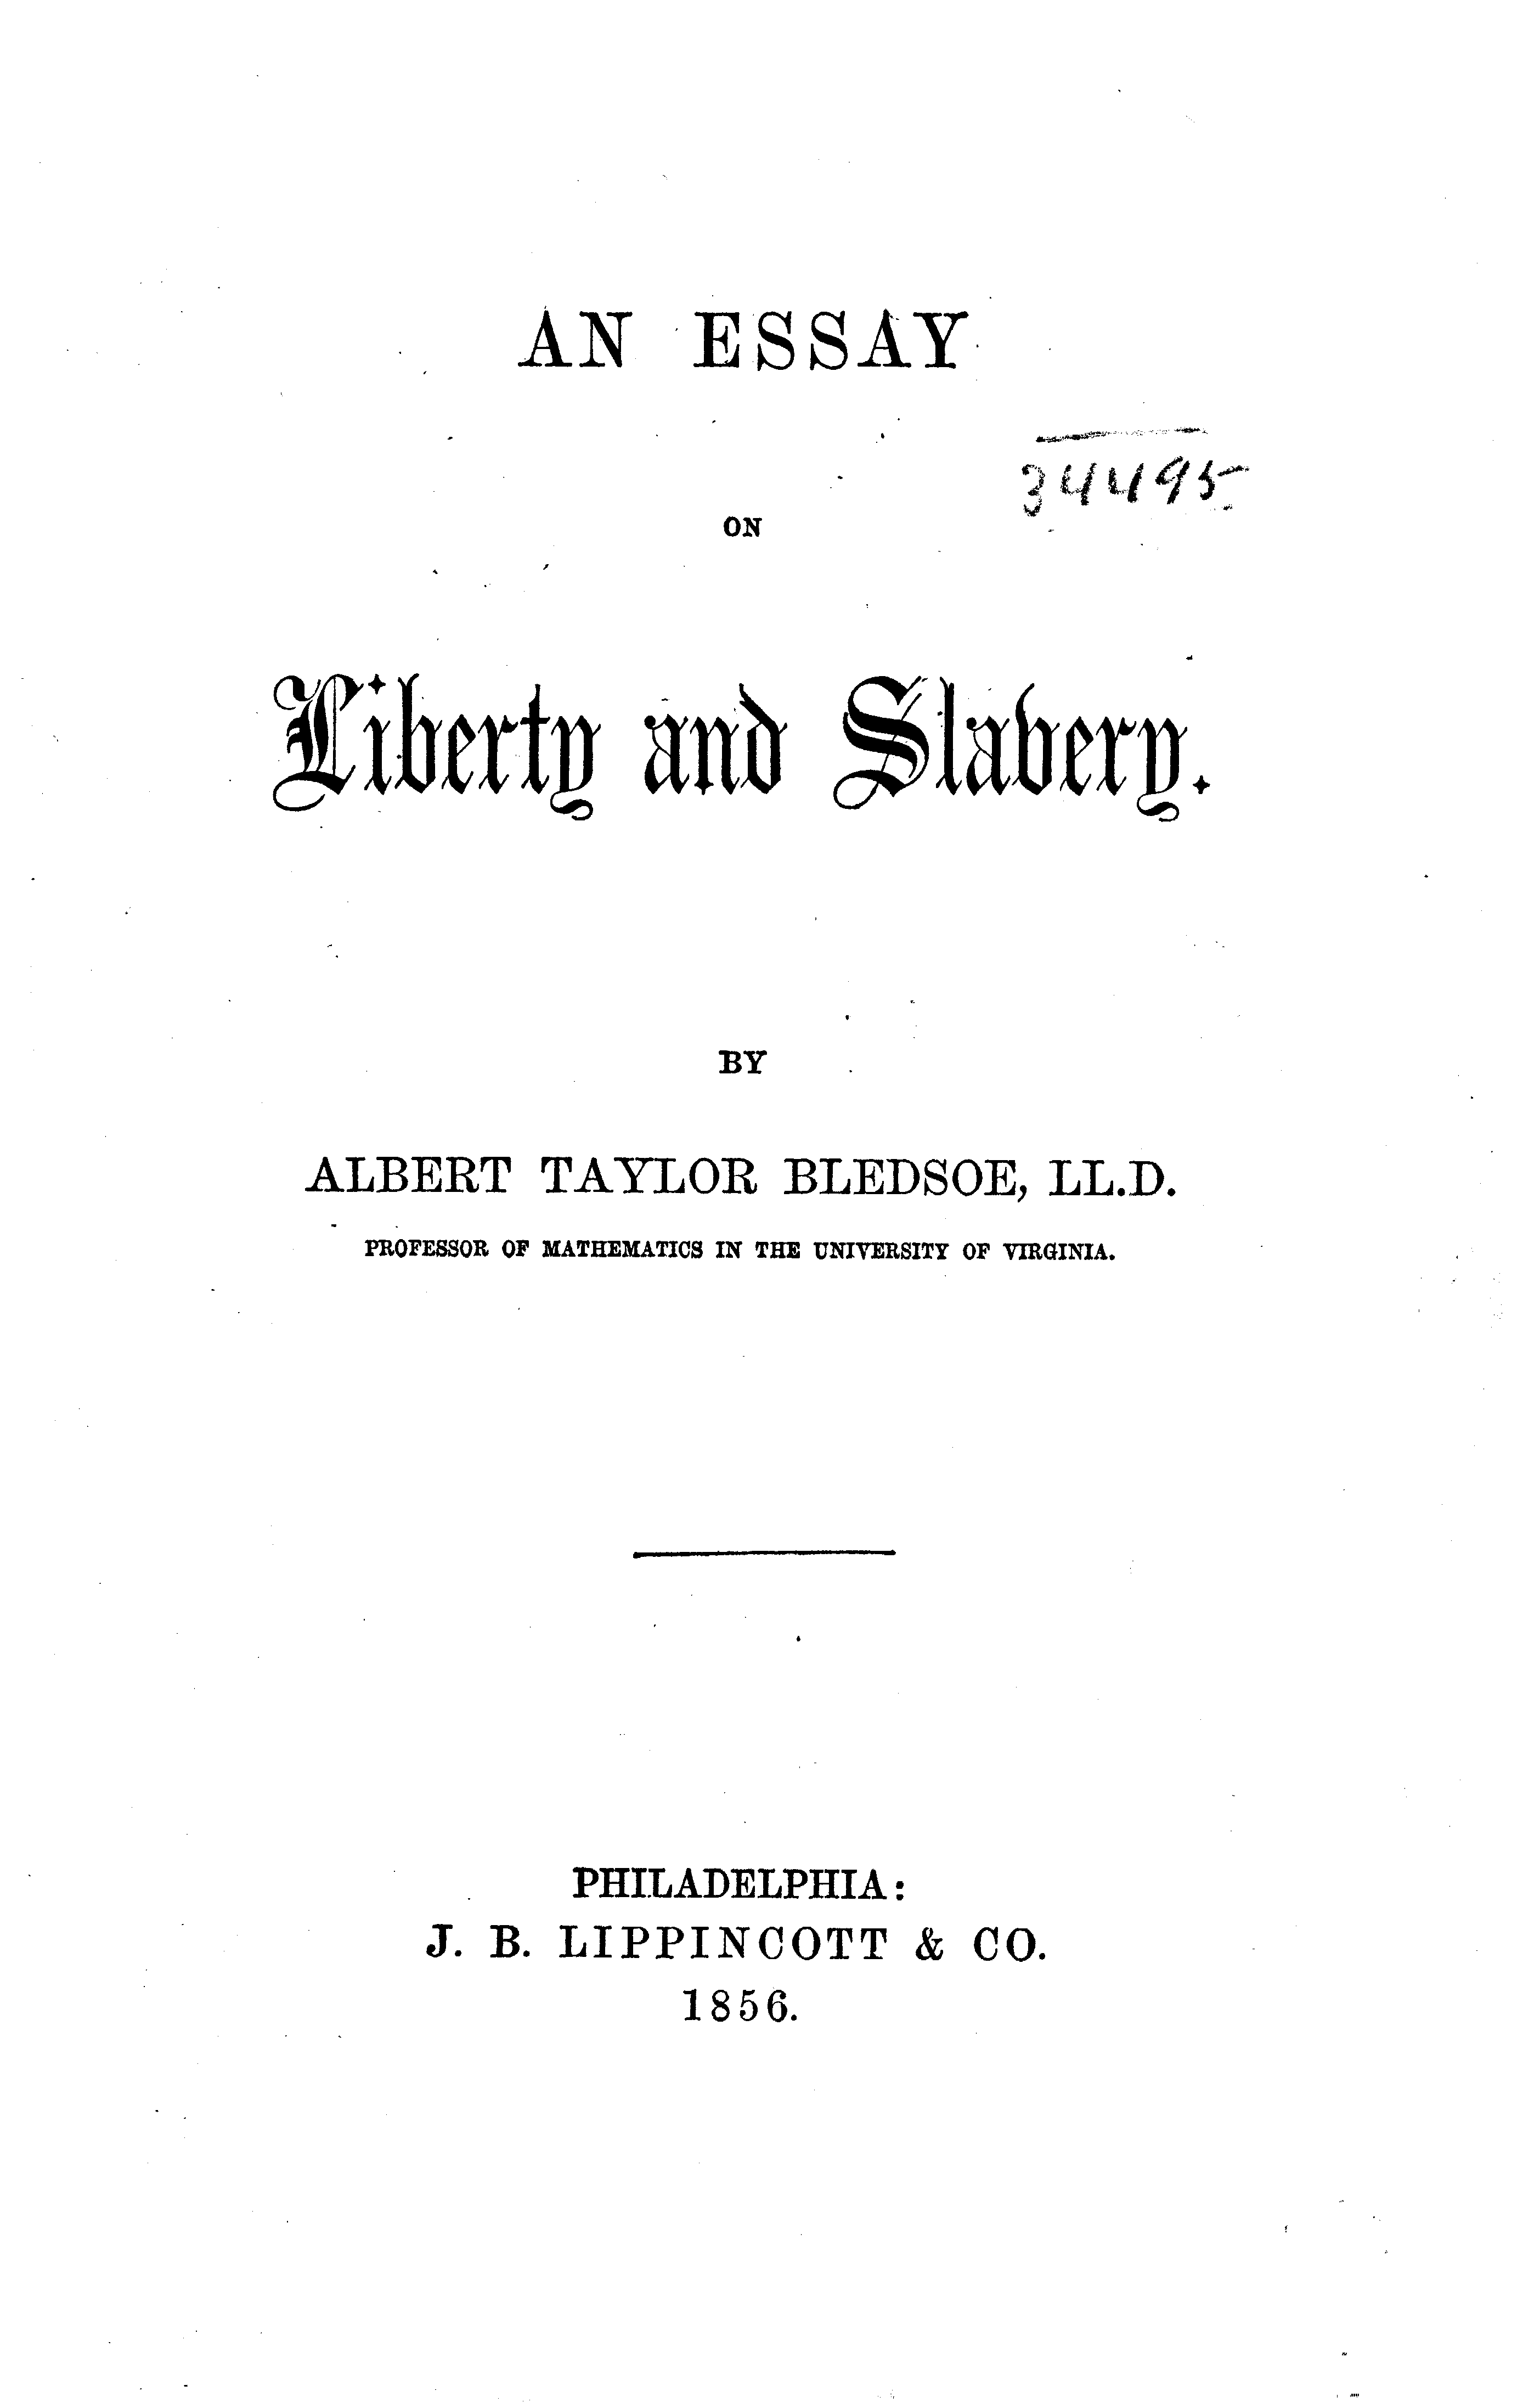 AN ESSAY
34495
ON
Liberty and Slavery.
BY
ALBERT TAYLOR BLEDSOE, LL.D.
PROFESSOR OF MATHEMATICS IN THE UNIVERSITY OF VIRGINIA.
PHILADELPHIA:
J. B. LIPPINCOTT & CO.
1856.